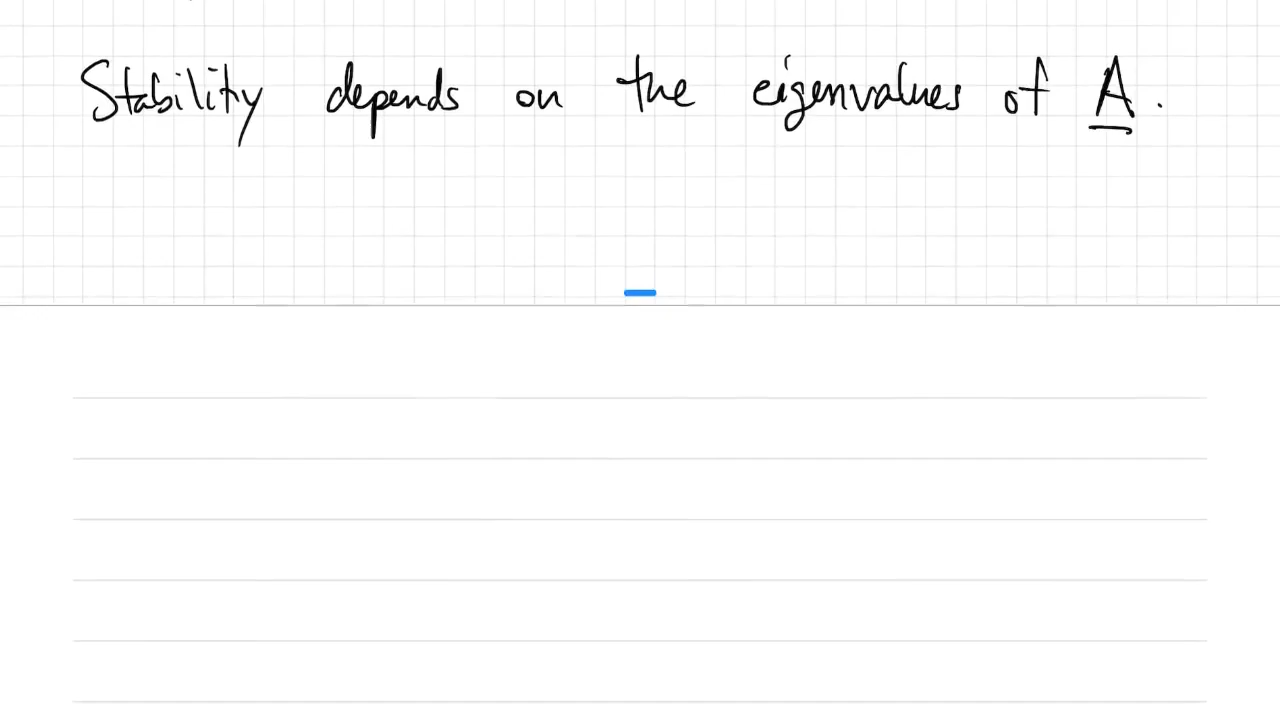 Stability depends on the eigenvalues of A.